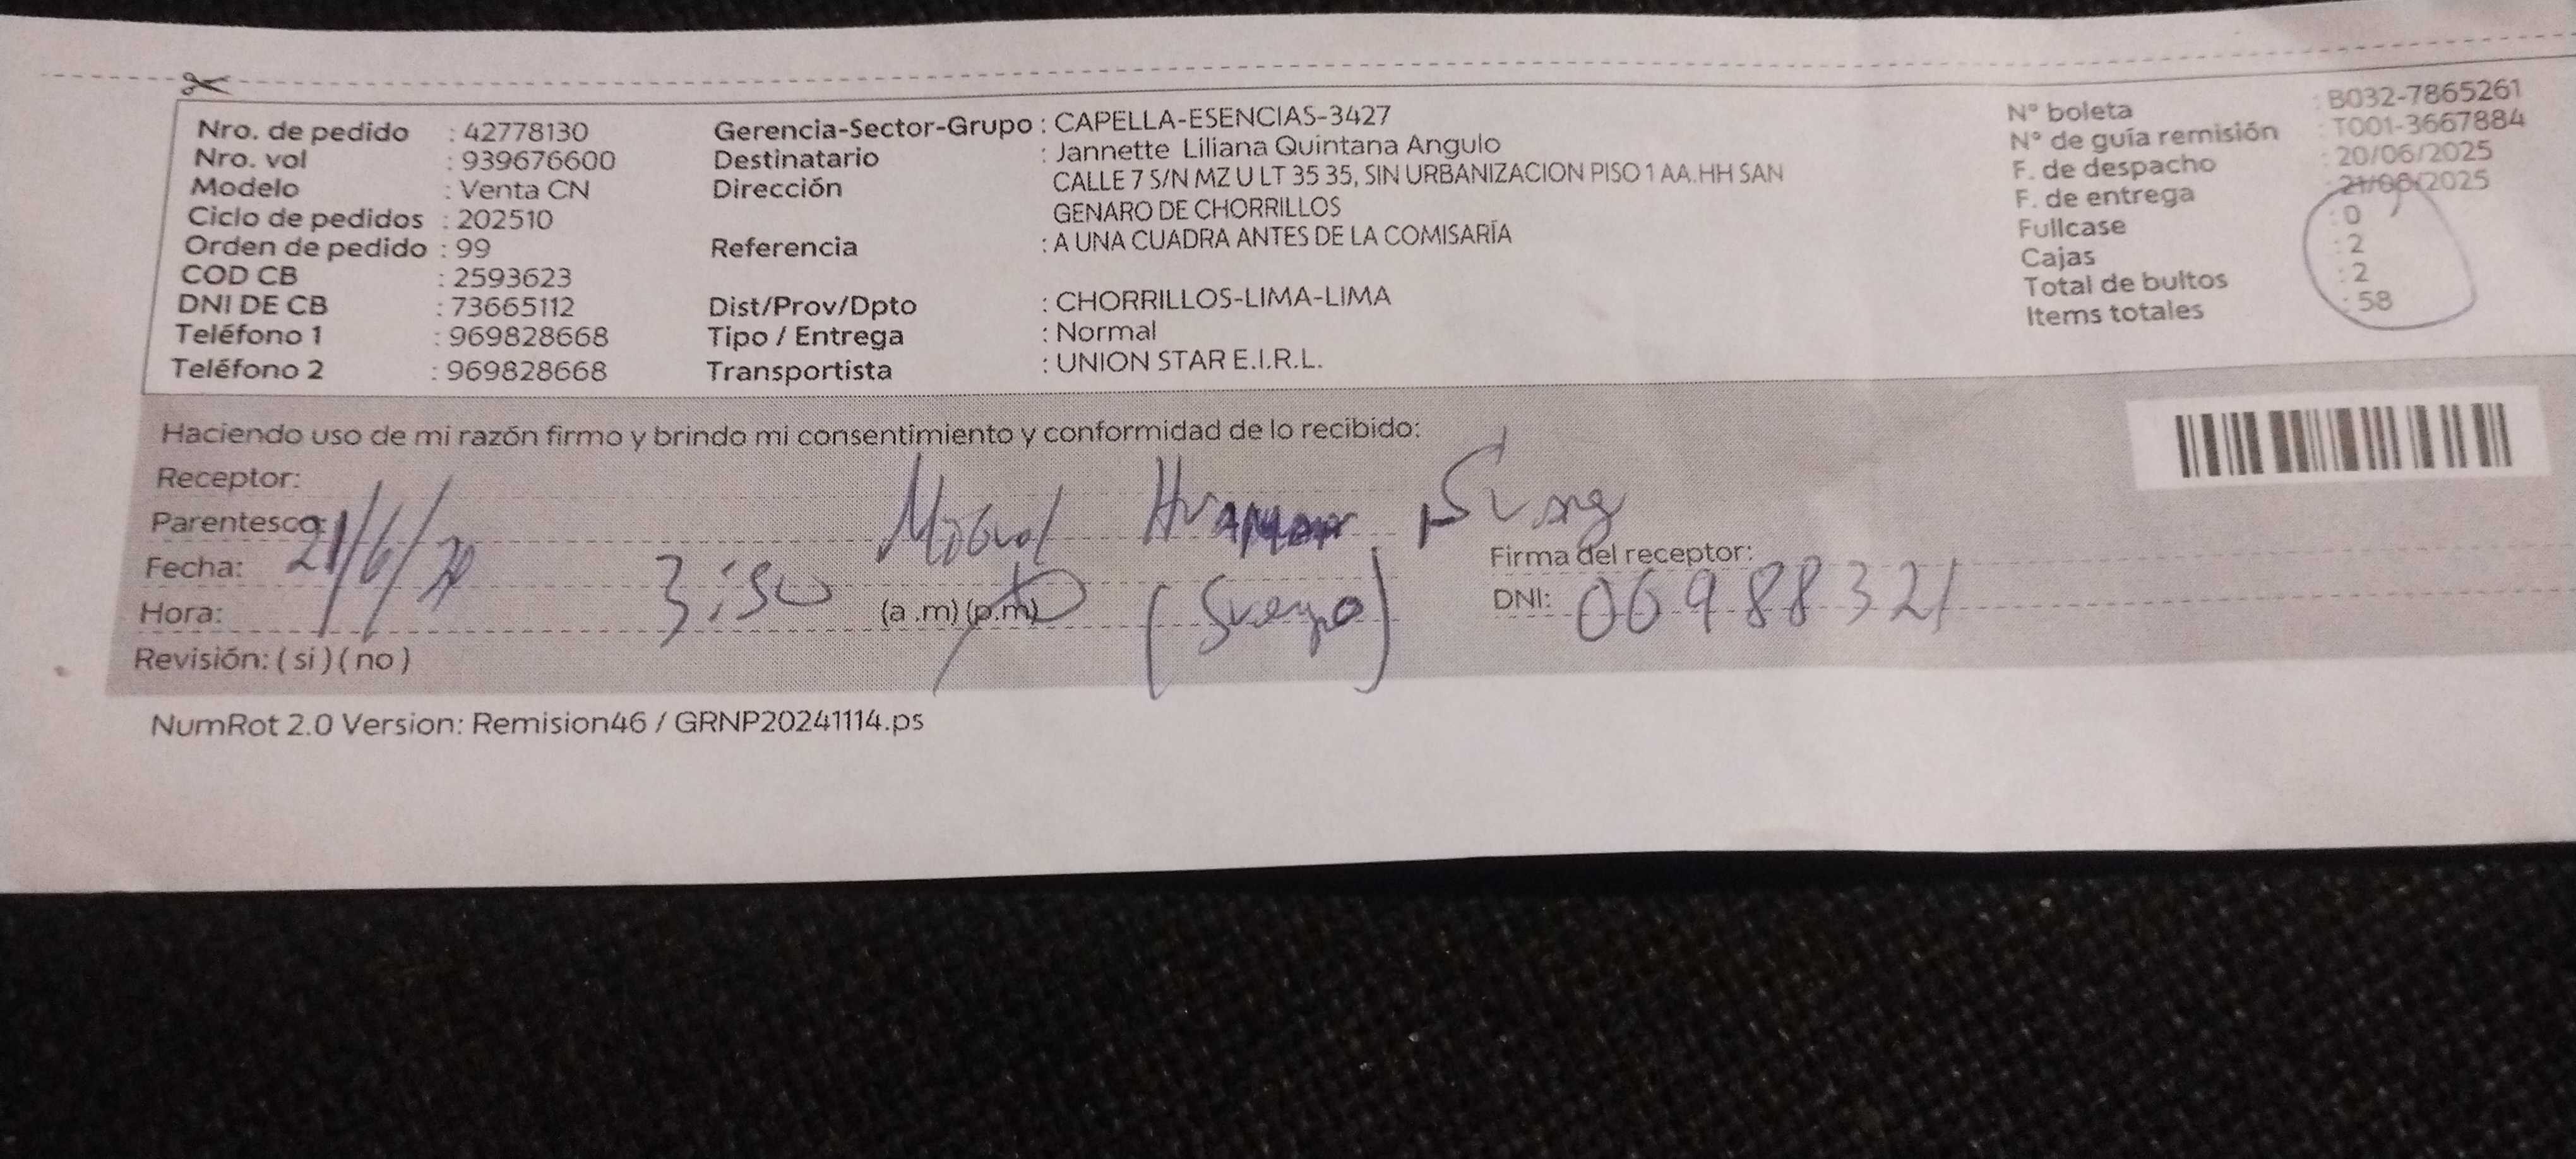 Nro. de pedido : 42778130
Nro. vol : 939676600
Modelo : Venta CN
Ciclo de pedidos : 202510
Orden de pedido : 99
COD CB : 2593623
DNI DE CB : 73665112
Teléfono 1 : 969828668
Teléfono 2 : 969828668
Gerencia-Sector-Grupo : CAPELLA-ESENCIAS-3427
Destinatario : Jannette Liliana Quintana Angulo
Dirección CALLE 7 S/N MZ U LT 35 35, SIN URBANIZACION PISO 1 AA.HH SAN
GENARO DE CHORRILLOS
Referencia : A UNA CUADRA ANTES DE LA COMISARÍA
Dist/Prov/Dpto : CHORRILLOS-LIMA-LIMA
Tipo / Entrega : Normal
Transportista : UNION STAR E.I.R.L.
N° boleta : B032-7865261
N° de guía remisión : T001-3667884
F. de despacho : 20/06/2025
F. de entrega : 21/06/2025
Fullcase : 0
Cajas : 2
Total de bultos : 2
Items totales : 58
Haciendo uso de mi razón firmo y brindo mi consentimiento y conformidad de lo recibido:
Receptor:
Parentesco:
Fecha: 21/6/
Hora: 3:50 (a .m) (p.m) (Suegro)
Firma del receptor:
DNI: 06988321
Revisión: ( si ) ( no )
NumRot 2.0 Version: Remision46 / GRNP20241114.ps